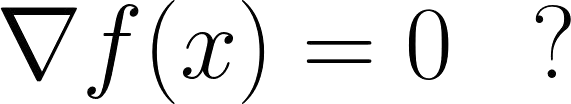 ∇f(x) = 0 ?